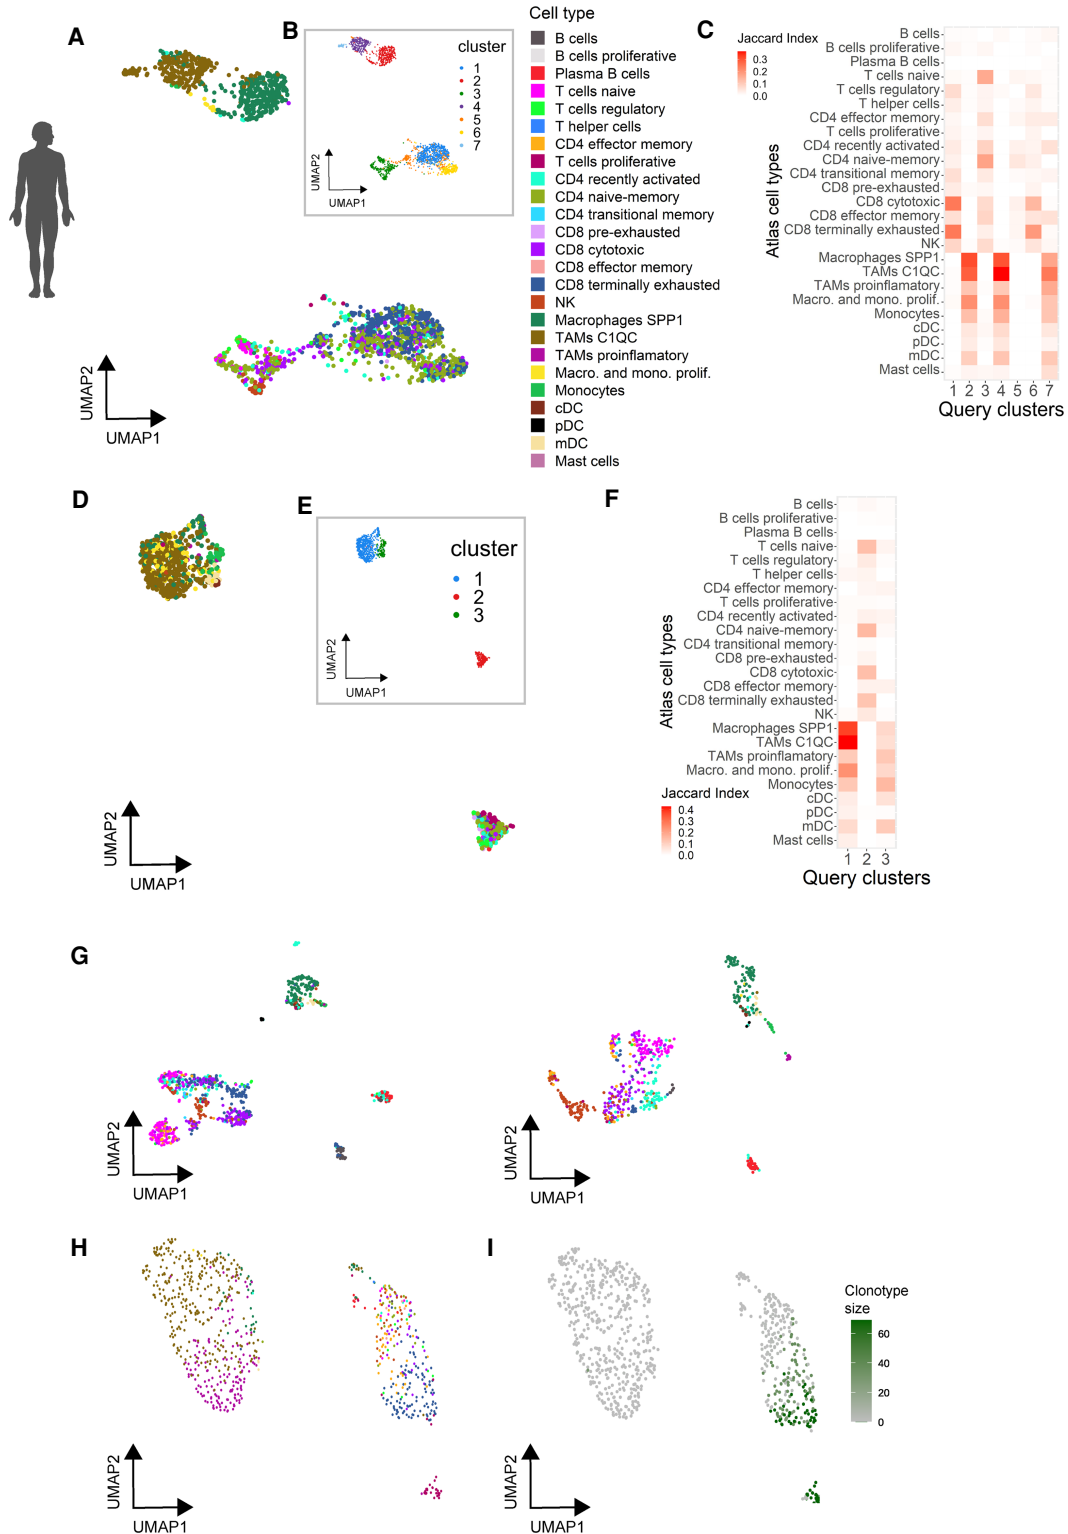 A
UMAP2
UMAP1
B
cluster
1
2
3
4
5
6
7
UMAP2
UMAP1
Cell type
B cells
B cells proliferative
Plasma B cells
T cells naive
T cells regulatory
T helper cells
CD4 effector memory
T cells proliferative
CD4 recently activated
CD4 naive-memory
CD4 transitional memory
CD8 pre-exhausted
CD8 cytotoxic
CD8 effector memory
CD8 terminally exhausted
NK
Macrophages SPP1
TAMs C1QC
TAMs proinflamatory
Macro. and mono. prolif.
Monocytes
cDC
pDC
mDC
Mast cells
C
Jaccard Index
0.3
0.2
0.1
0.0
Atlas cell types
B cells
B cells proliferative
Plasma B cells
T cells naive
T cells regulatory
T helper cells
CD4 effector memory
T cells proliferative
CD4 recently activated
CD4 naive-memory
CD4 transitional memory
CD8 pre-exhausted
CD8 cytotoxic
CD8 effector memory
CD8 terminally exhausted
NK
Macrophages SPP1
TAMs C1QC
TAMs proinflamatory
Macro. and mono. prolif.
Monocytes
cDC
pDC
mDC
Mast cells
1 2 3 4 5 6 7
Query clusters
D
UMAP2
UMAP1
E
cluster
1
2
3
UMAP2
UMAP1
F
Atlas cell types
B cells
B cells proliferative
Plasma B cells
T cells naive
T cells regulatory
T helper cells
CD4 effector memory
T cells proliferative
CD4 recently activated
CD4 naive-memory
CD4 transitional memory
CD8 pre-exhausted
CD8 cytotoxic
CD8 effector memory
CD8 terminally exhausted
NK
Macrophages SPP1
TAMs C1QC
TAMs proinflamatory
Macro. and mono. prolif.
Monocytes
cDC
pDC
mDC
Mast cells
Jaccard Index
0.4
0.3
0.2
0.1
0.0
1 2 3
Query clusters
G
UMAP2
UMAP1
UMAP2
UMAP1
H
UMAP2
UMAP1
I
Clonotype
size
60
40
20
0
UMAP2
UMAP1